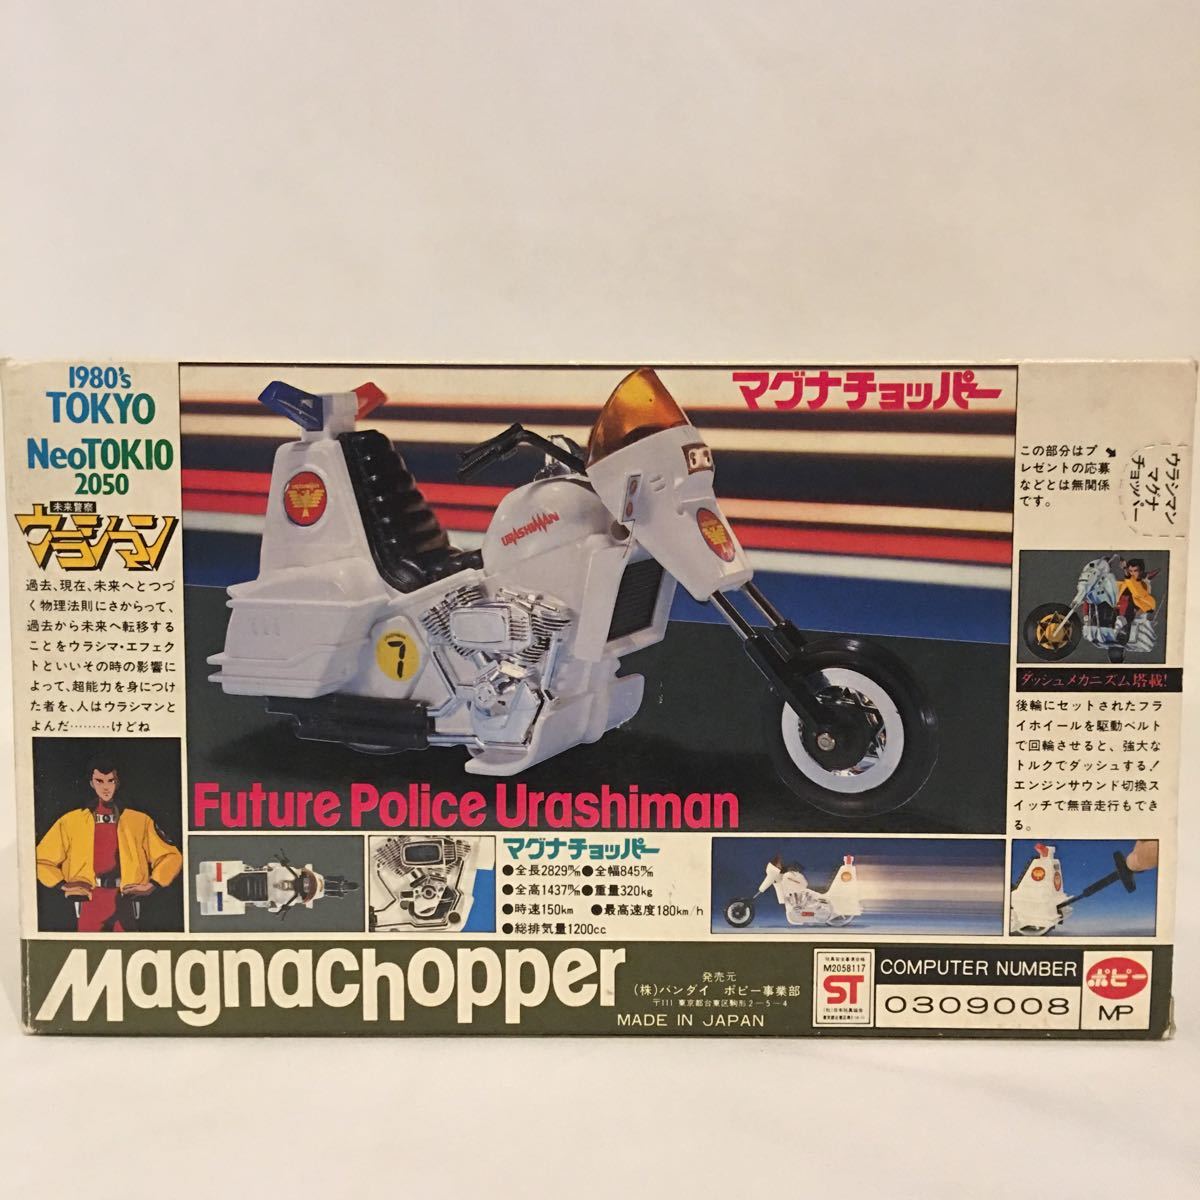 1980's
TOKYO
NeoTOKIO
2050
未来警察
ウラシマン
過去、現在、未来へとつづ
く物理法則にさからって、
過去から未来へ転移する
ことをウラシマ・エフェク
トといいその時の影響に
よって、超能力を身につけ
た者を、人はウラシマンと
よんだ………けどね
マグナチョッパー
URASHIMAN
7
Future Police Urashiman
この部分はプ
レゼントの応募
などとは無関係
です。
ウラシマン
マグナ
チョッパー
ダッシュメカニズム塔載!
後輪にセットされたフラ
イホイールを駆動ベルト
で回輪させると、強大な
トルクでダッシュする!
エンジンサウンド切換ス
イッチで無音走行もでき
る。
マグナチョッパー
●全長2829m/m●全幅845m/m
●全高1437m/m●重量320kg
●時速150km ●最高速度180km/h
●総排気量1200cc
Magnachopper
発売元
(株)バンダイ ポピー事業部
〒111 東京都台東区駒形2-5-4
MADE IN JAPAN
M2058117
ST
COMPUTER NUMBER
0309008
ポピー
MP